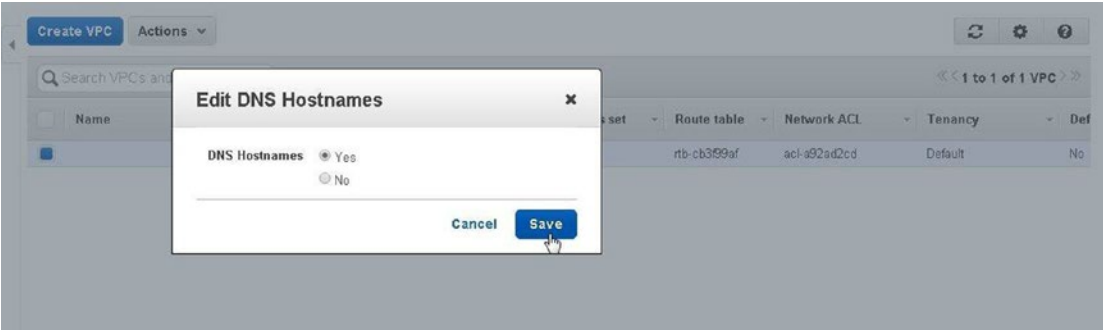 Create VPC Actions
Search VPCs and
1 to 1 of 1 VPC
Edit DNS Hostnames
Name s set Route table Network ACL Tenancy Def
DNS Hostnames Yes
No
rtb-cb3f99af acl-a92ad2cd Default No
Cancel Save